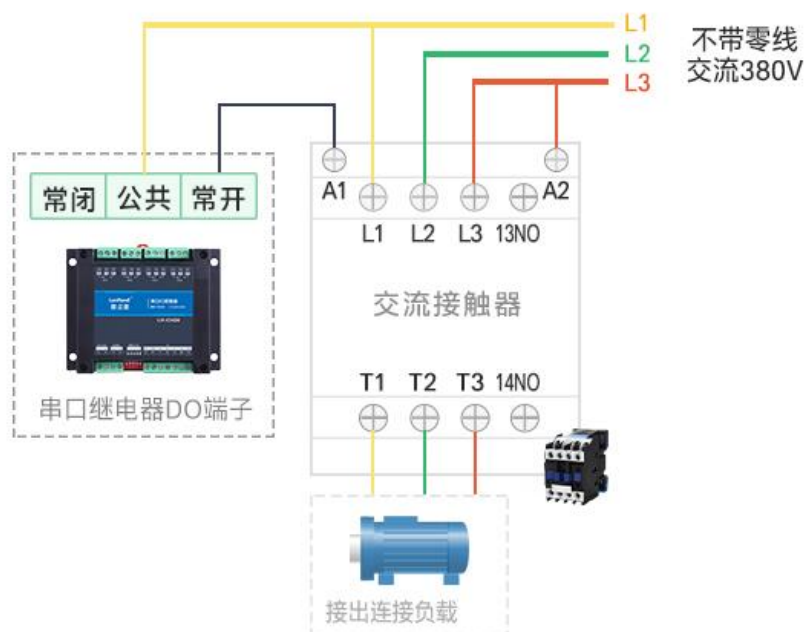 L1
L2
L3
不带零线
交流380V
常闭 公共 常开
A1
A2
L1 L2 L3 13NO
交流接触器
T1 T2 T3 14NO
串口继电器DO端子
接出连接负载